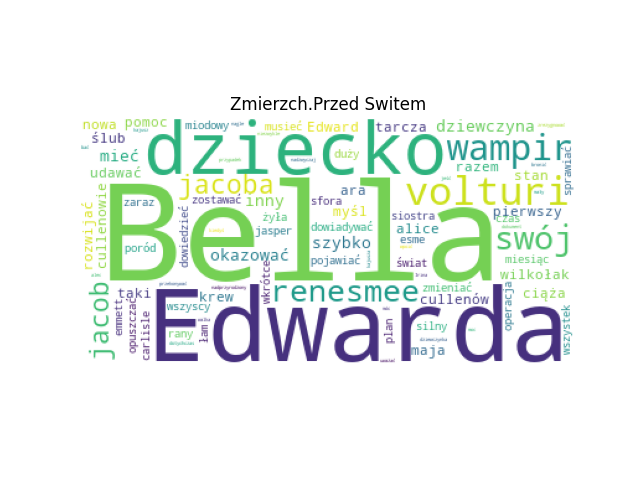 Zmierzch.Przed Switem
nowa pomoc miodowy musieć Edward tarcza dziewczyna
ślub dziecko wampir
mieć duży razem sprawiać
udawać jacoba ara volturi stan
rozwijać cullenowie zaraz zostawać inny sfora myśl siostra pierwszy
Bella
dowiedzieć żyła dowiadywać alice czas swój
poród okazować jasper szybko esme
pojawiać świat miesiąc wilkołak
jacob taki wkrótce renesmee zmieniać ciąża
emmett opuszczać krew cullenów operacja
carlisle wszyscy Edwarda
rany łam plan silny wszystek
maja